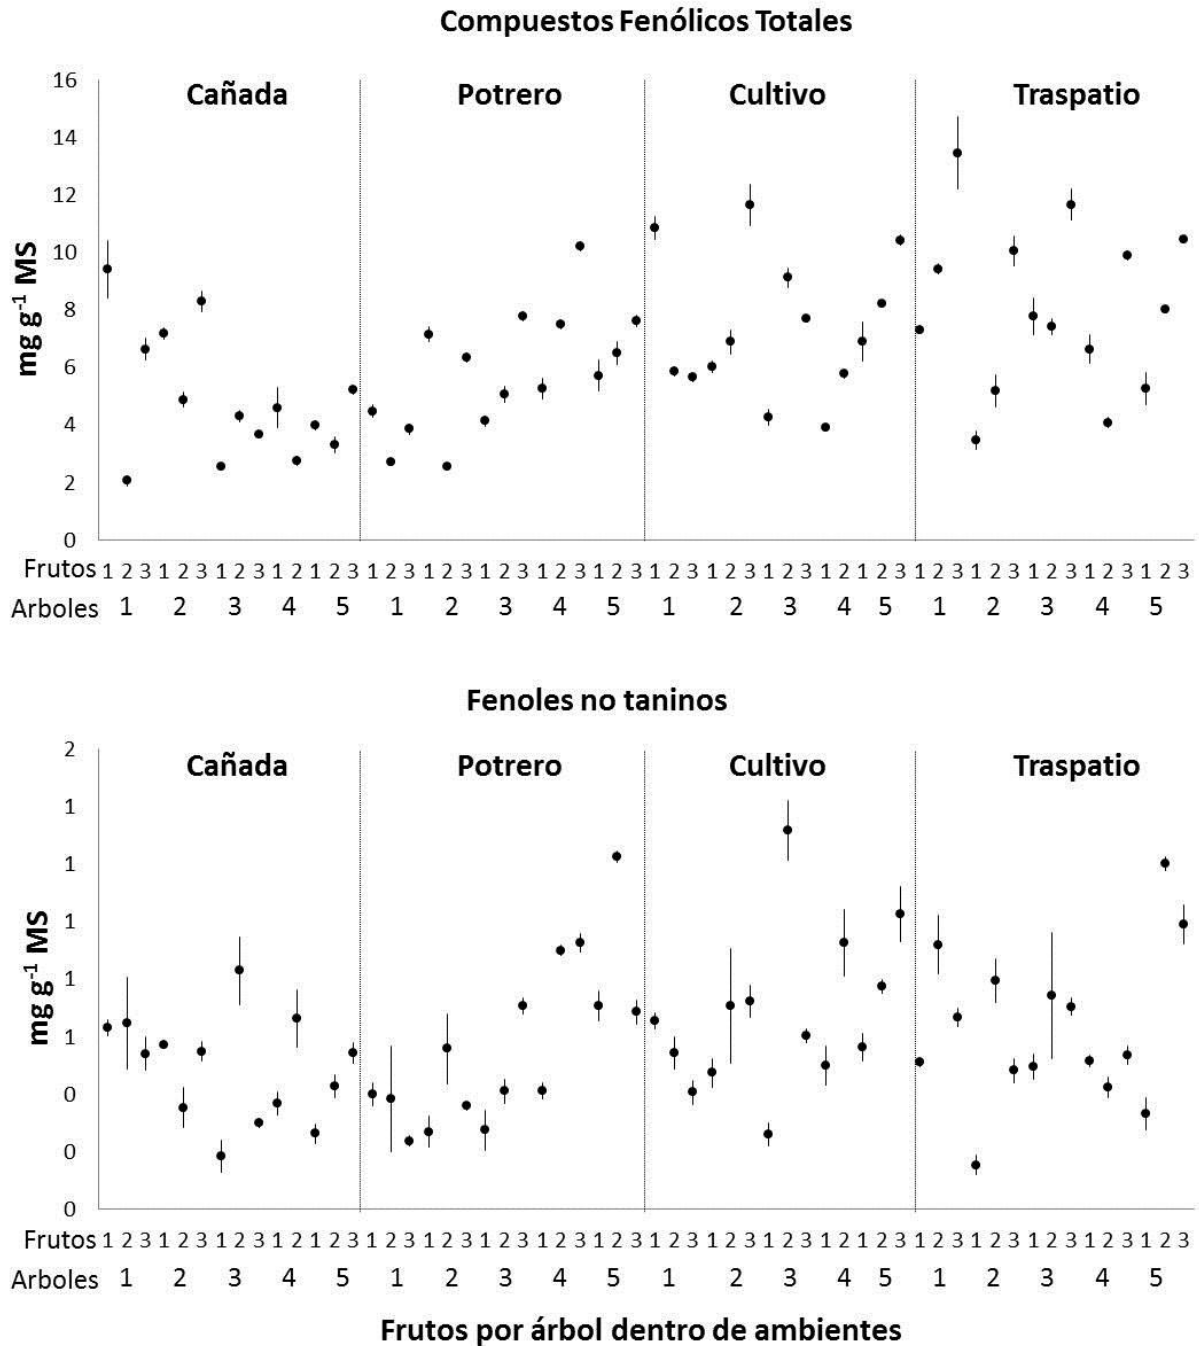 Compuestos Fenólicos Totales
16
Cañada Potrero Cultivo Traspatio
14
12
10
mg g⁻¹ MS
8
6
4
2
0
Frutos 1 2 3 1 2 3 1 2 3 1 2 1 2 3 1 2 3 1 2 3 1 2 3 1 2 3 1 2 3 1 2 3 1 2 3 1 2 3 1 2 1 2 3 1 2 3 1 2 3 1 2 3 1 2 3 1 2 3
Arboles 1 2 3 4 5 1 2 3 4 5 1 2 3 4 5 1 2 3 4 5
Fenoles no taninos
2
Cañada Potrero Cultivo Traspatio
1
1
1
mg g⁻¹ MS
1
1
0
0
0
Frutos 1 2 3 1 2 3 1 2 3 1 2 1 2 3 1 2 3 1 2 3 1 2 3 1 2 3 1 2 3 1 2 3 1 2 3 1 2 3 1 2 1 2 3 1 2 3 1 2 3 1 2 3 1 2 3 1 2 3
Arboles 1 2 3 4 5 1 2 3 4 5 1 2 3 4 5 1 2 3 4 5
Frutos por árbol dentro de ambientes